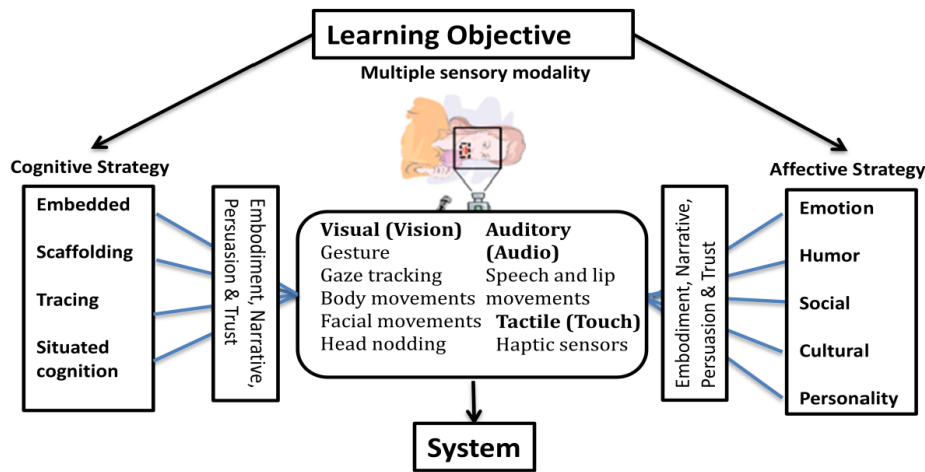 Learning Objective
Multiple sensory modality
Cognitive Strategy
Embedded
Scaffolding
Tracing
Situated
cognition
Embodiment, Narrative,
Persuasion & Trust
Visual (Vision)
Gesture
Gaze tracking
Body movements
Facial movements
Head nodding
Auditory
(Audio)
Speech and lip
movements
Tactile (Touch)
Haptic sensors
Embodiment, Narrative,
Persuasion & Trust
Affective Strategy
Emotion
Humor
Social
Cultural
Personality
System